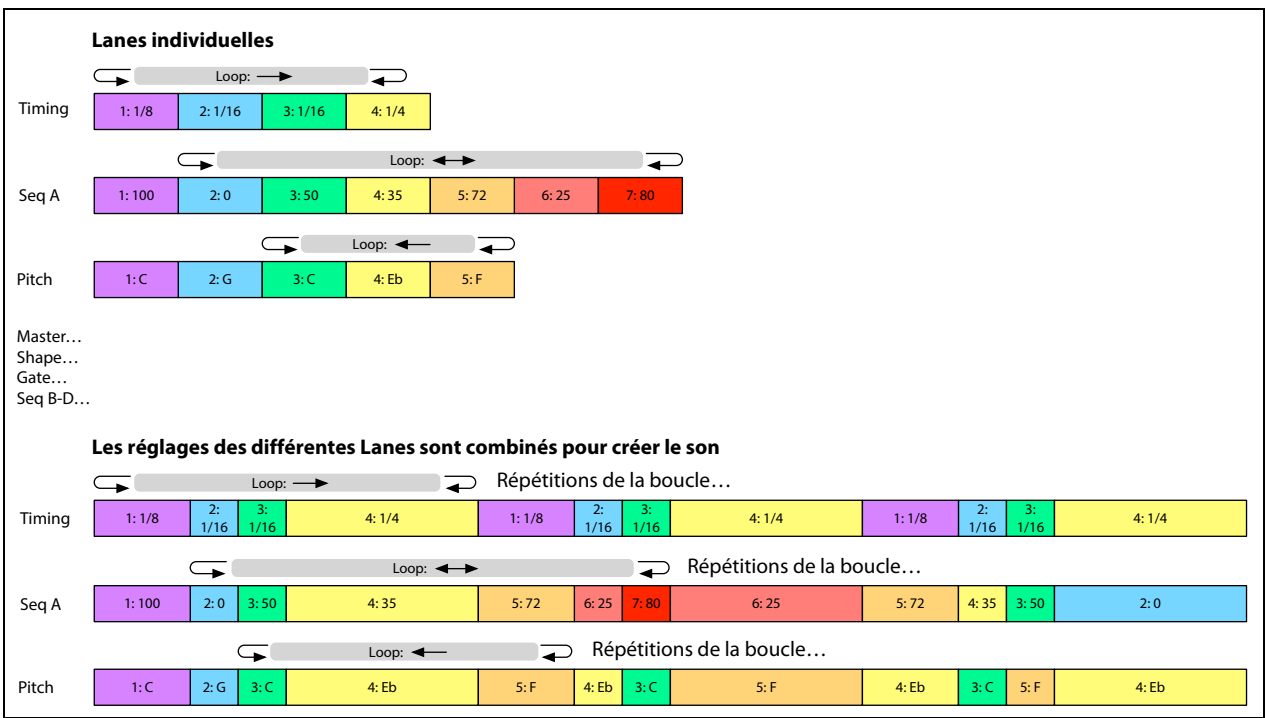 Lanes individuelles
Loop:
Timing 1: 1/8 2: 1/16 3: 1/16 4: 1/4
Loop:
Seq A 1: 100 2: 0 3: 50 4: 35 5: 72 6: 25 7: 80
Loop:
Pitch 1: C 2: G 3: C 4: Eb 5: F
Master…
Shape…
Gate…
Seq B-D…
Les réglages des différentes Lanes sont combinés pour créer le son
Loop: Répétitions de la boucle…
Timing 1: 1/8 2: 1/16 3: 1/16 4: 1/4 1: 1/8 2: 1/16 3: 1/16 4: 1/4 1: 1/8 2: 1/16 3: 1/16 4: 1/4
Loop: Répétitions de la boucle…
Seq A 1: 100 2: 0 3: 50 4: 35 5: 72 6: 25 7: 80 6: 25 5: 72 4: 35 3: 50 2: 0
Loop: Répétitions de la boucle…
Pitch 1: C 2: G 3: C 4: Eb 5: F 4: Eb 3: C 5: F 4: Eb 3: C 5: F 4: Eb